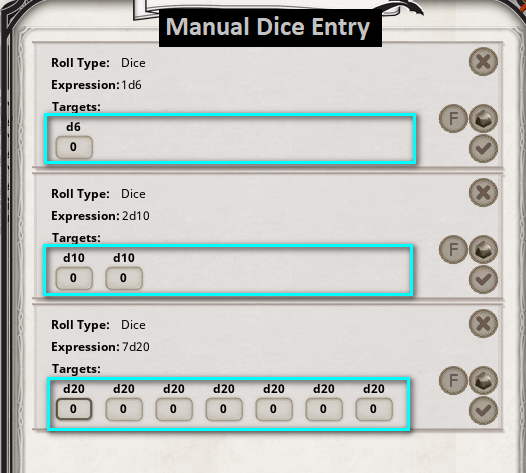 Manual Dice Entry
Roll Type: Dice
Expression: 1d6
Targets:
d6
0
F
Roll Type: Dice
Expression: 2d10
Targets:
d10 d10
0 0
F
Roll Type: Dice
Expression: 7d20
Targets:
d20 d20 d20 d20 d20 d20 d20
0 0 0 0 0 0 0
F